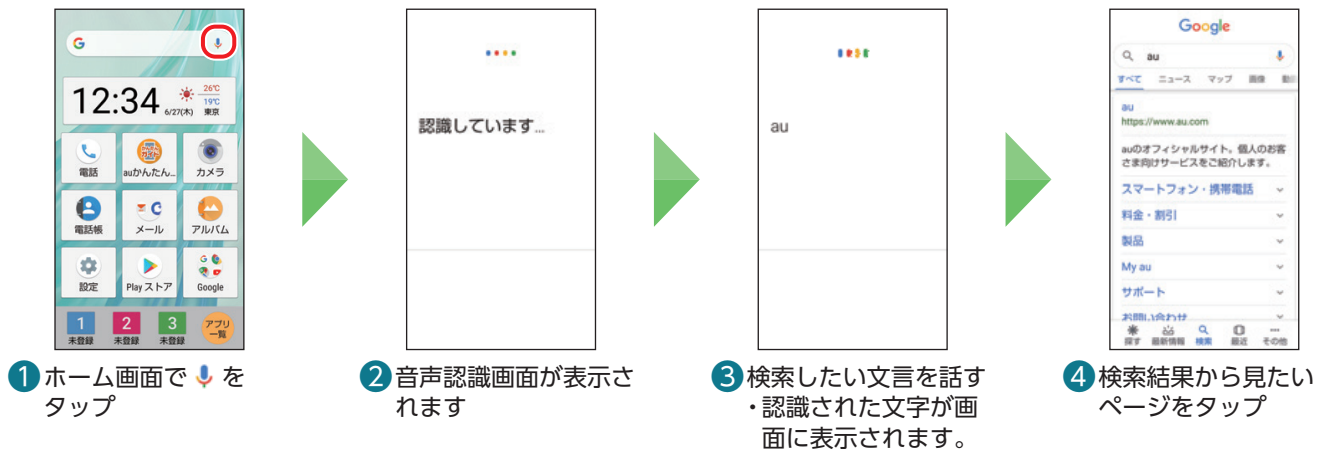 12:34
26℃
19℃
6/27(木) 東京
電話
auかんたん...
カメラ
電話帳
メール
アルバム
設定
Play ストア
Google
1
2
3
アプリ
一覧
未登録
未登録
未登録
❶ホーム画面で を
タップ
認識しています...
❷音声認識画面が表示さ
れます
au
❸検索したい文言を話す
・認識された文字が画
面に表示されます。
Google
au
すべて ニュース マップ 画像 動
au
https://www.au.com
auのオフィシャルサイト。個人のお客
さま向けサービスをご紹介します。
スマートフォン・携帯電話
料金・割引
製品
My au
サポート
お問い合わせ
探す 最新情報 検索 最近 その他
❹検索結果から見たい
ページをタップ